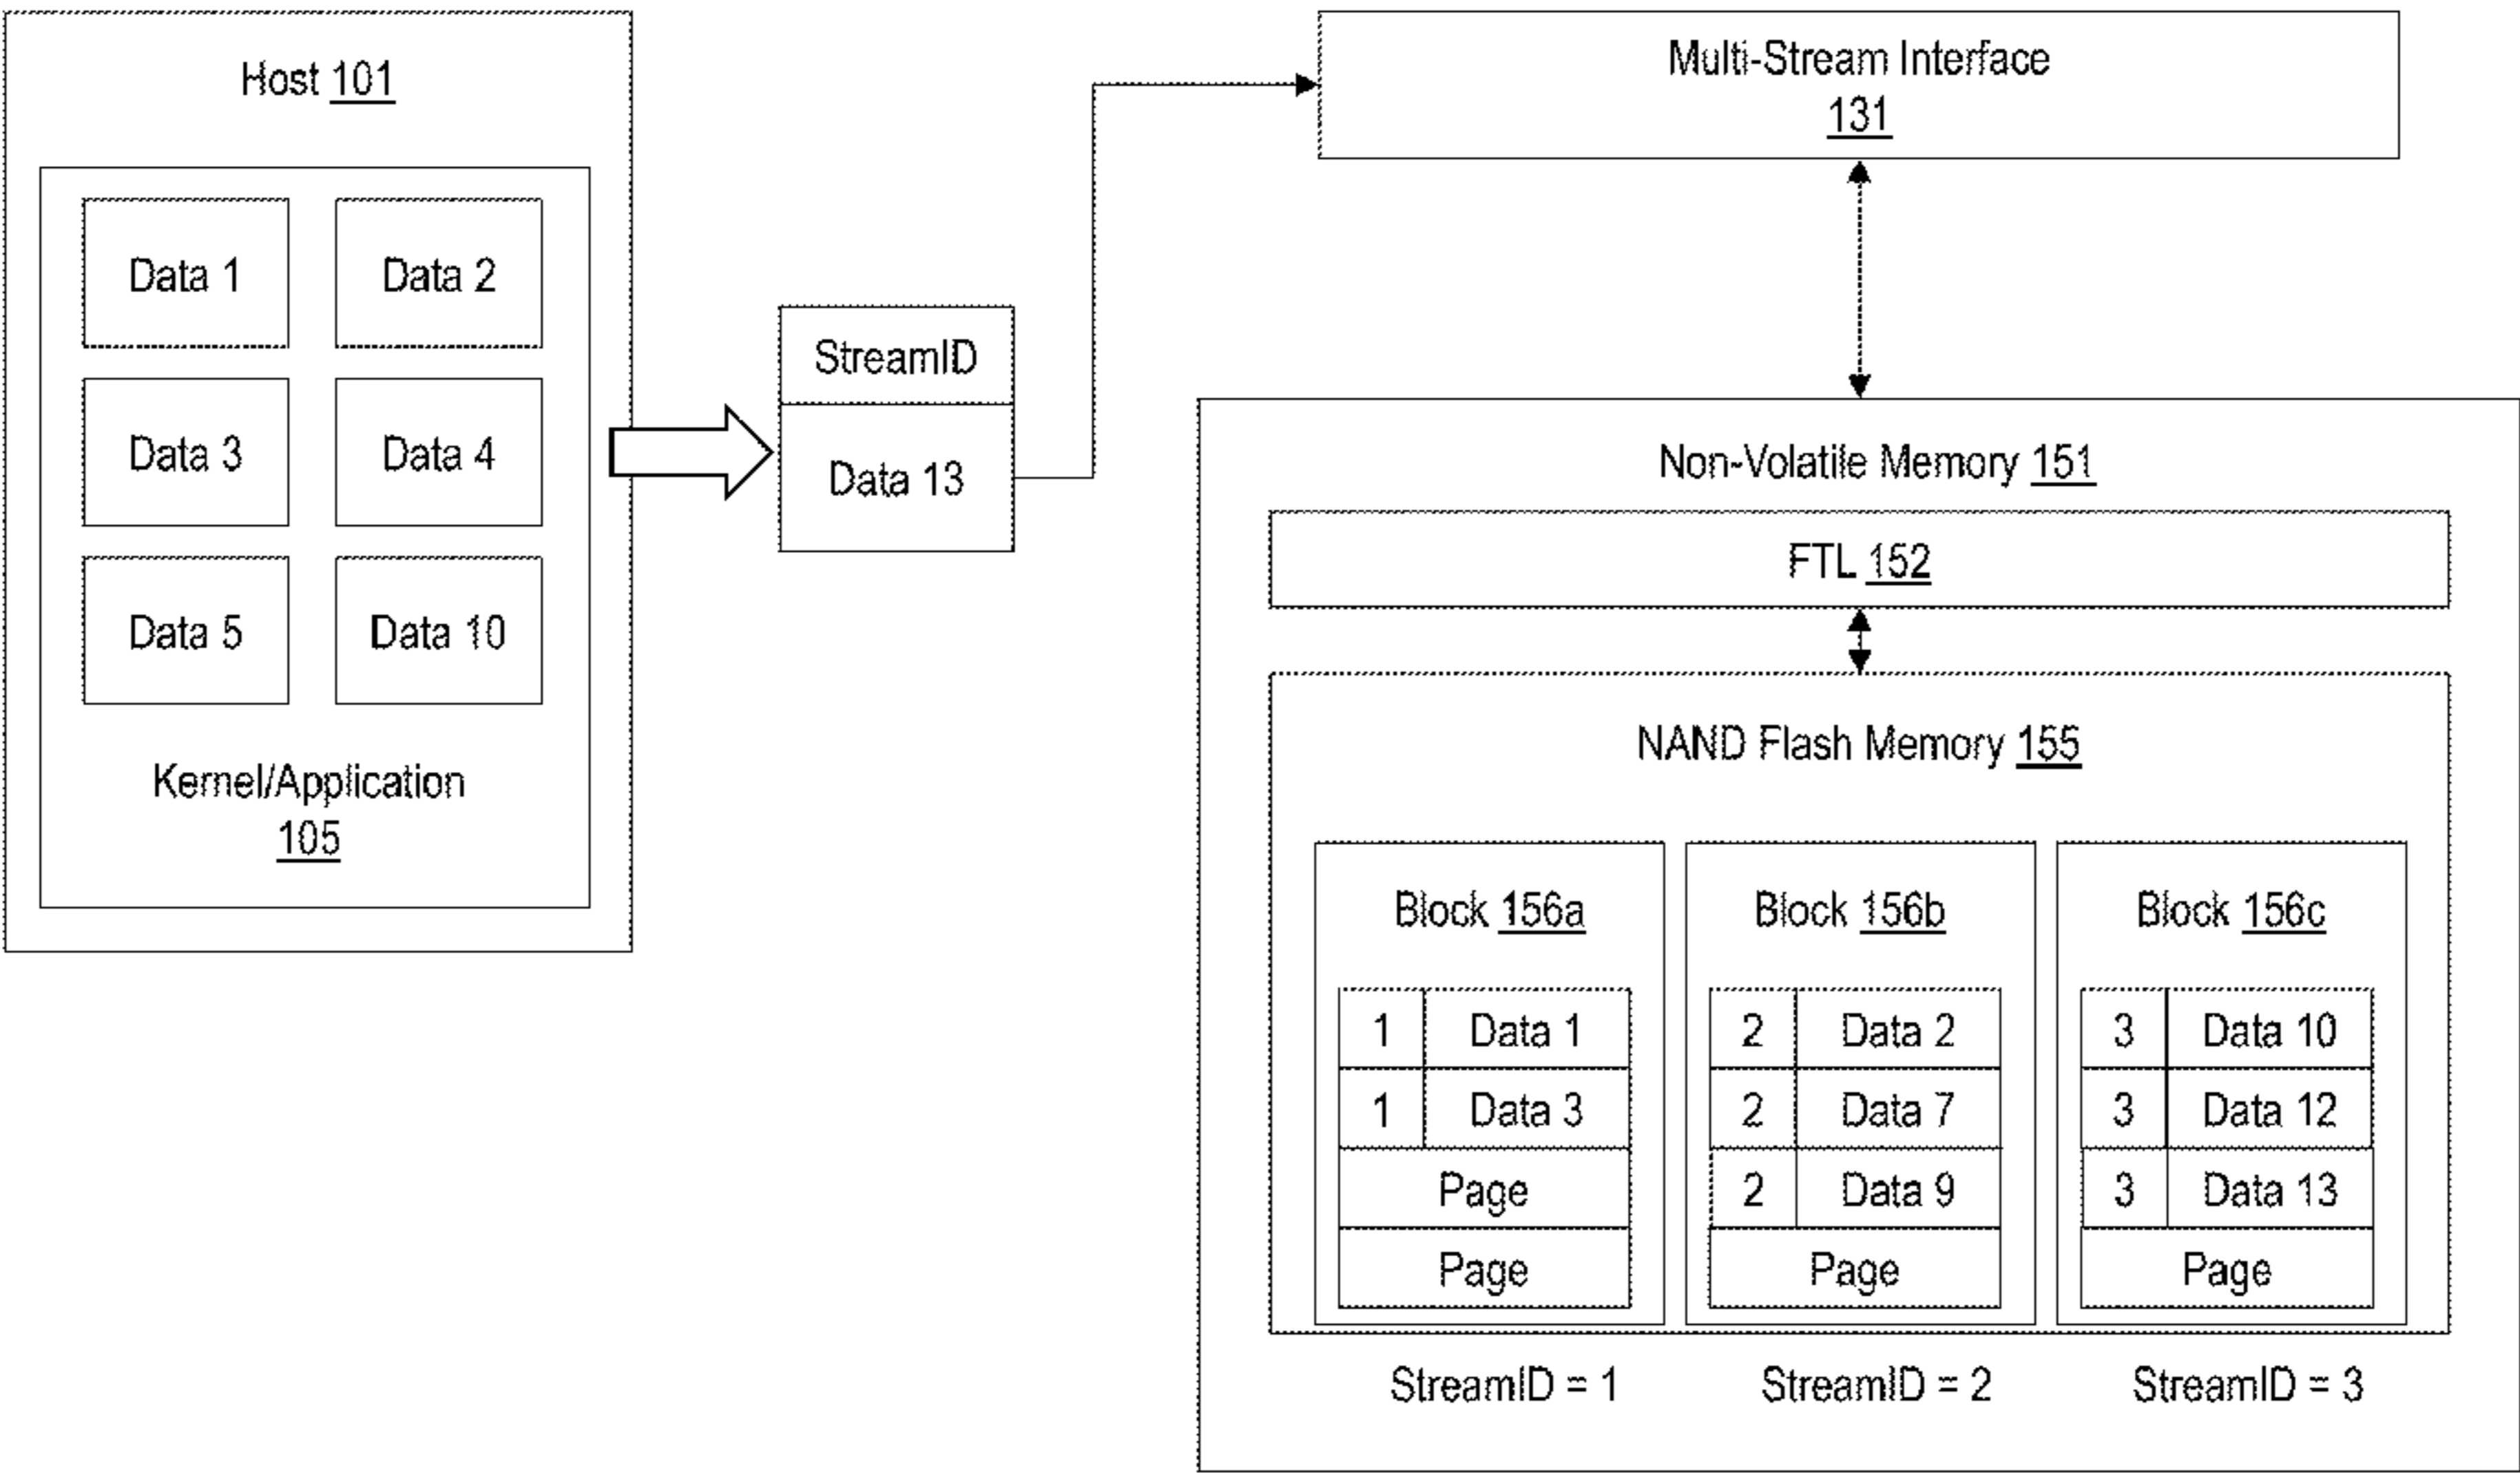 Host 101
Data 1
Data 2
Data 3
Data 4
Data 5
Data 10
Kernel/Application
105
StreamID
Data 13
Multi-Stream Interface
131
Non-Volatile Memory 151
FTL 152
NAND Flash Memory 155
Block 156a
1 Data 1
1 Data 3
Page
Page
Block 156b
2 Data 2
2 Data 7
2 Data 9
Page
Block 156c
3 Data 10
3 Data 12
3 Data 13
Page
StreamID = 1
StreamID = 2
StreamID = 3